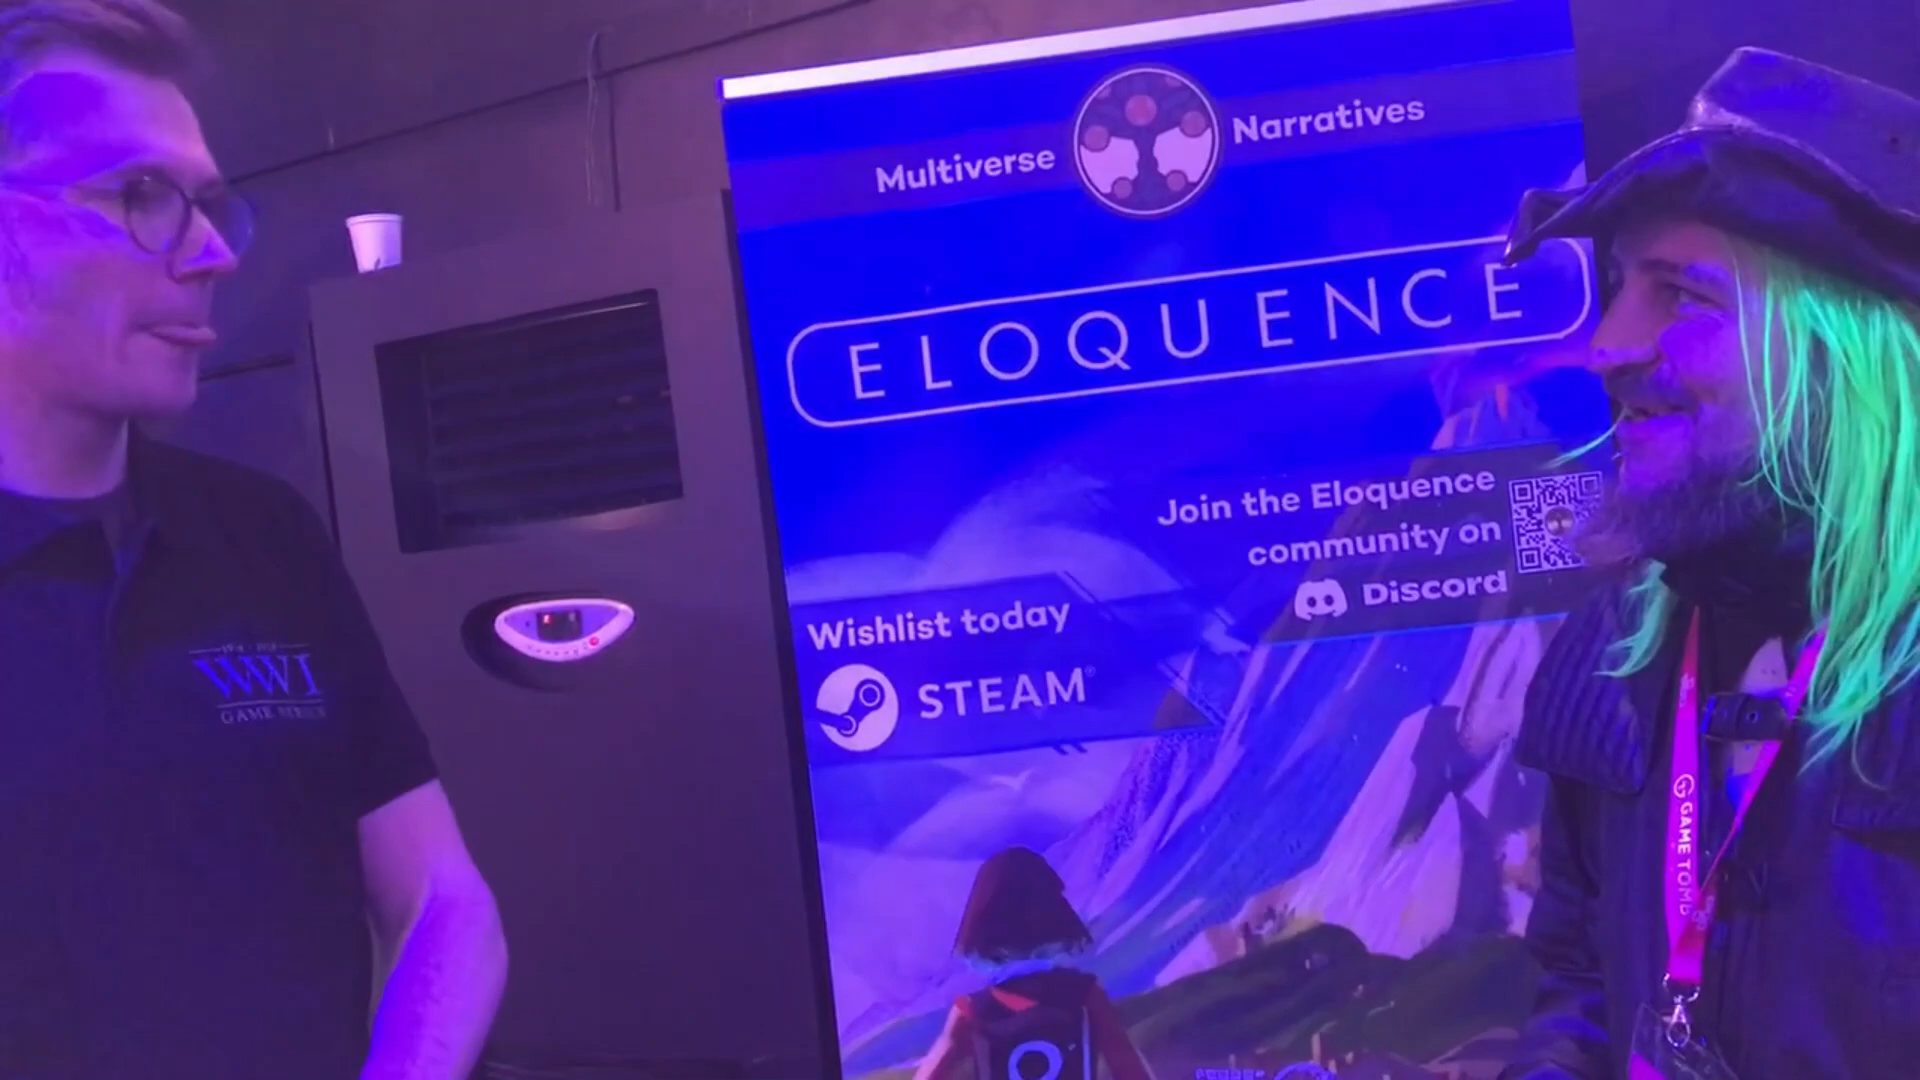 Multiverse Narratives
ELOQUENCE
Join the Eloquence
community on
Discord
Wishlist today
STEAM
WWI
GAME SERIES
GAME TOMB